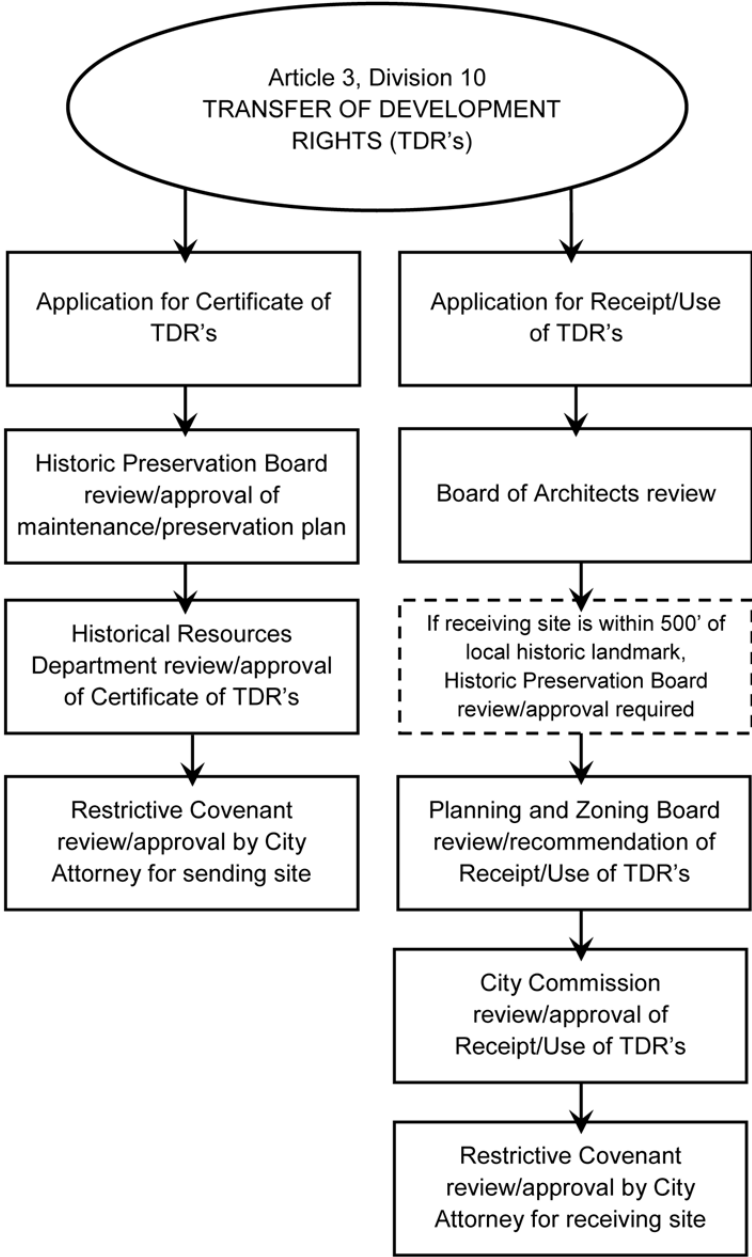 Article 3, Division 10
TRANSFER OF DEVELOPMENT
RIGHTS (TDR's)
Application for Certificate of
TDR's
Historic Preservation Board
review/approval of
maintenance/preservation plan
Historical Resources
Department review/approval
of Certificate of TDR's
Restrictive Covenant
review/approval by City
Attorney for sending site
Application for Receipt/Use
of TDR's
Board of Architects review
If receiving site is within 500' of
local historic landmark,
Historic Preservation Board
review/approval required
Planning and Zoning Board
review/recommendation of
Receipt/Use of TDR's
City Commission
review/approval of
Receipt/Use of TDR's
Restrictive Covenant
review/approval by City
Attorney for receiving site